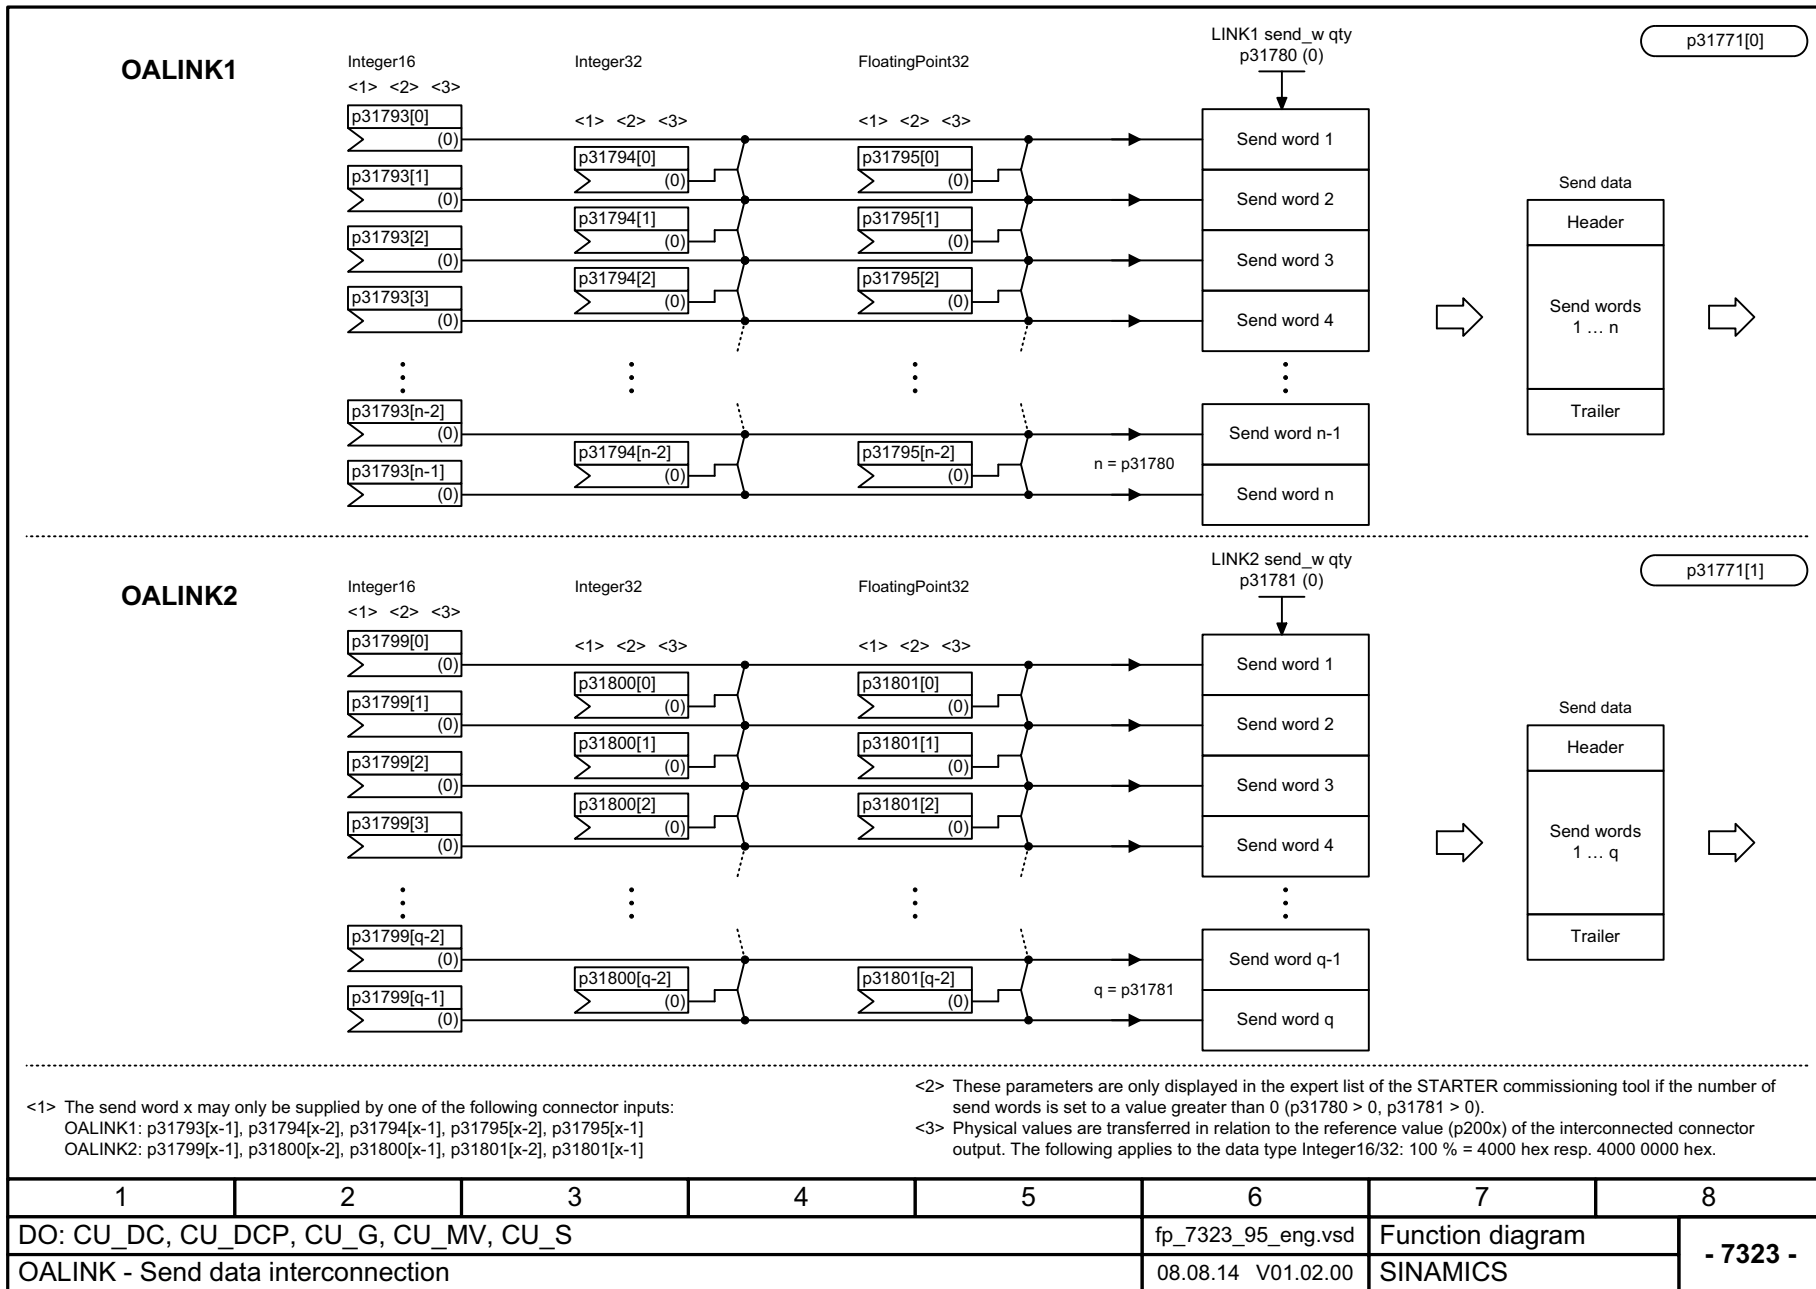 OALINK1
Integer16
<1> <2> <3>
Integer32
<1> <2> <3>
FloatingPoint32
<1> <2> <3>
LINK1 send_w qty
p31780 (0)
p31771[0]
p31793[0]
(0)
p31793[1]
(0)
p31793[2]
(0)
p31793[3]
(0)
p31793[n-2]
(0)
p31793[n-1]
(0)
p31794[0]
(0)
p31794[1]
(0)
p31794[2]
(0)
p31794[n-2]
(0)
p31795[0]
(0)
p31795[1]
(0)
p31795[2]
(0)
p31795[n-2]
(0)
n = p31780
Send word 1
Send word 2
Send word 3
Send word 4
Send word n-1
Send word n
Send data
Header
Send words
1 … n
Trailer
OALINK2
Integer16
<1> <2> <3>
Integer32
<1> <2> <3>
FloatingPoint32
<1> <2> <3>
LINK2 send_w qty
p31781 (0)
p31771[1]
p31799[0]
(0)
p31799[1]
(0)
p31799[2]
(0)
p31799[3]
(0)
p31799[q-2]
(0)
p31799[q-1]
(0)
p31800[0]
(0)
p31800[1]
(0)
p31800[2]
(0)
p31800[q-2]
(0)
p31801[0]
(0)
p31801[1]
(0)
p31801[2]
(0)
p31801[q-2]
(0)
q = p31781
Send word 1
Send word 2
Send word 3
Send word 4
Send word q-1
Send word q
Send data
Header
Send words
1 … q
Trailer
<1> The send word x may only be supplied by one of the following connector inputs:
OALINK1: p31793[x-1], p31794[x-2], p31794[x-1], p31795[x-2], p31795[x-1]
OALINK2: p31799[x-1], p31800[x-2], p31800[x-1], p31801[x-2], p31801[x-1]
<2> These parameters are only displayed in the expert list of the STARTER commissioning tool if the number of
send words is set to a value greater than 0 (p31780 > 0, p31781 > 0).
<3> Physical values are transferred in relation to the reference value (p200x) of the interconnected connector
output. The following applies to the data type Integer16/32: 100 % = 4000 hex resp. 4000 0000 hex.
1 2 3 4 5 6 7 8
DO: CU_DC, CU_DCP, CU_G, CU_MV, CU_S
fp_7323_95_eng.vsd
Function diagram
- 7323 -
OALINK - Send data interconnection
08.08.14 V01.02.00
SINAMICS